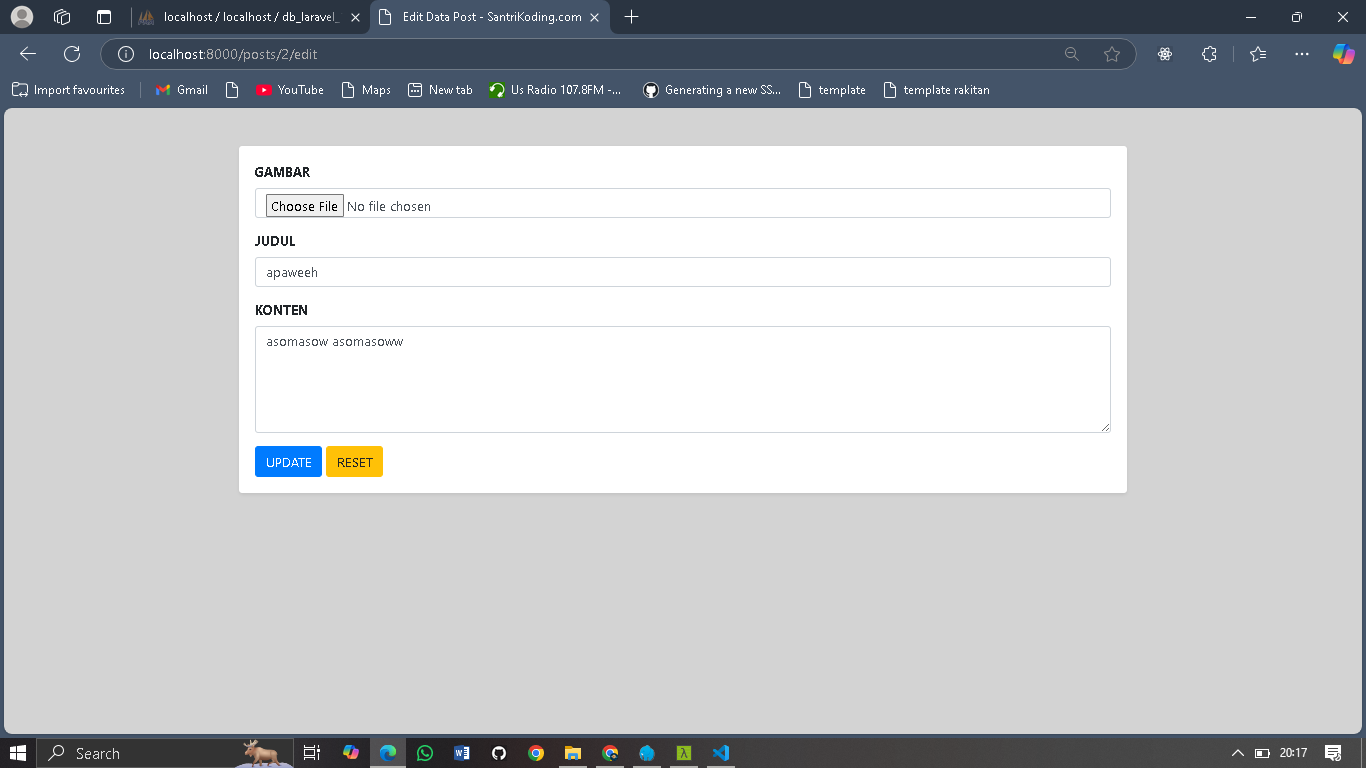 localhost / localhost / db_laravel_
Edit Data Post - SantriKoding.com
localhost:8000/posts/2/edit
Import favourites
Gmail
YouTube
Maps
New tab
Us Radio 107.8FM -...
Generating a new SS...
template
template rakitan
GAMBAR
Choose File No file chosen
JUDUL
apaweeh
KONTEN
asomasow asomasoww
UPDATE RESET
Search
20:17